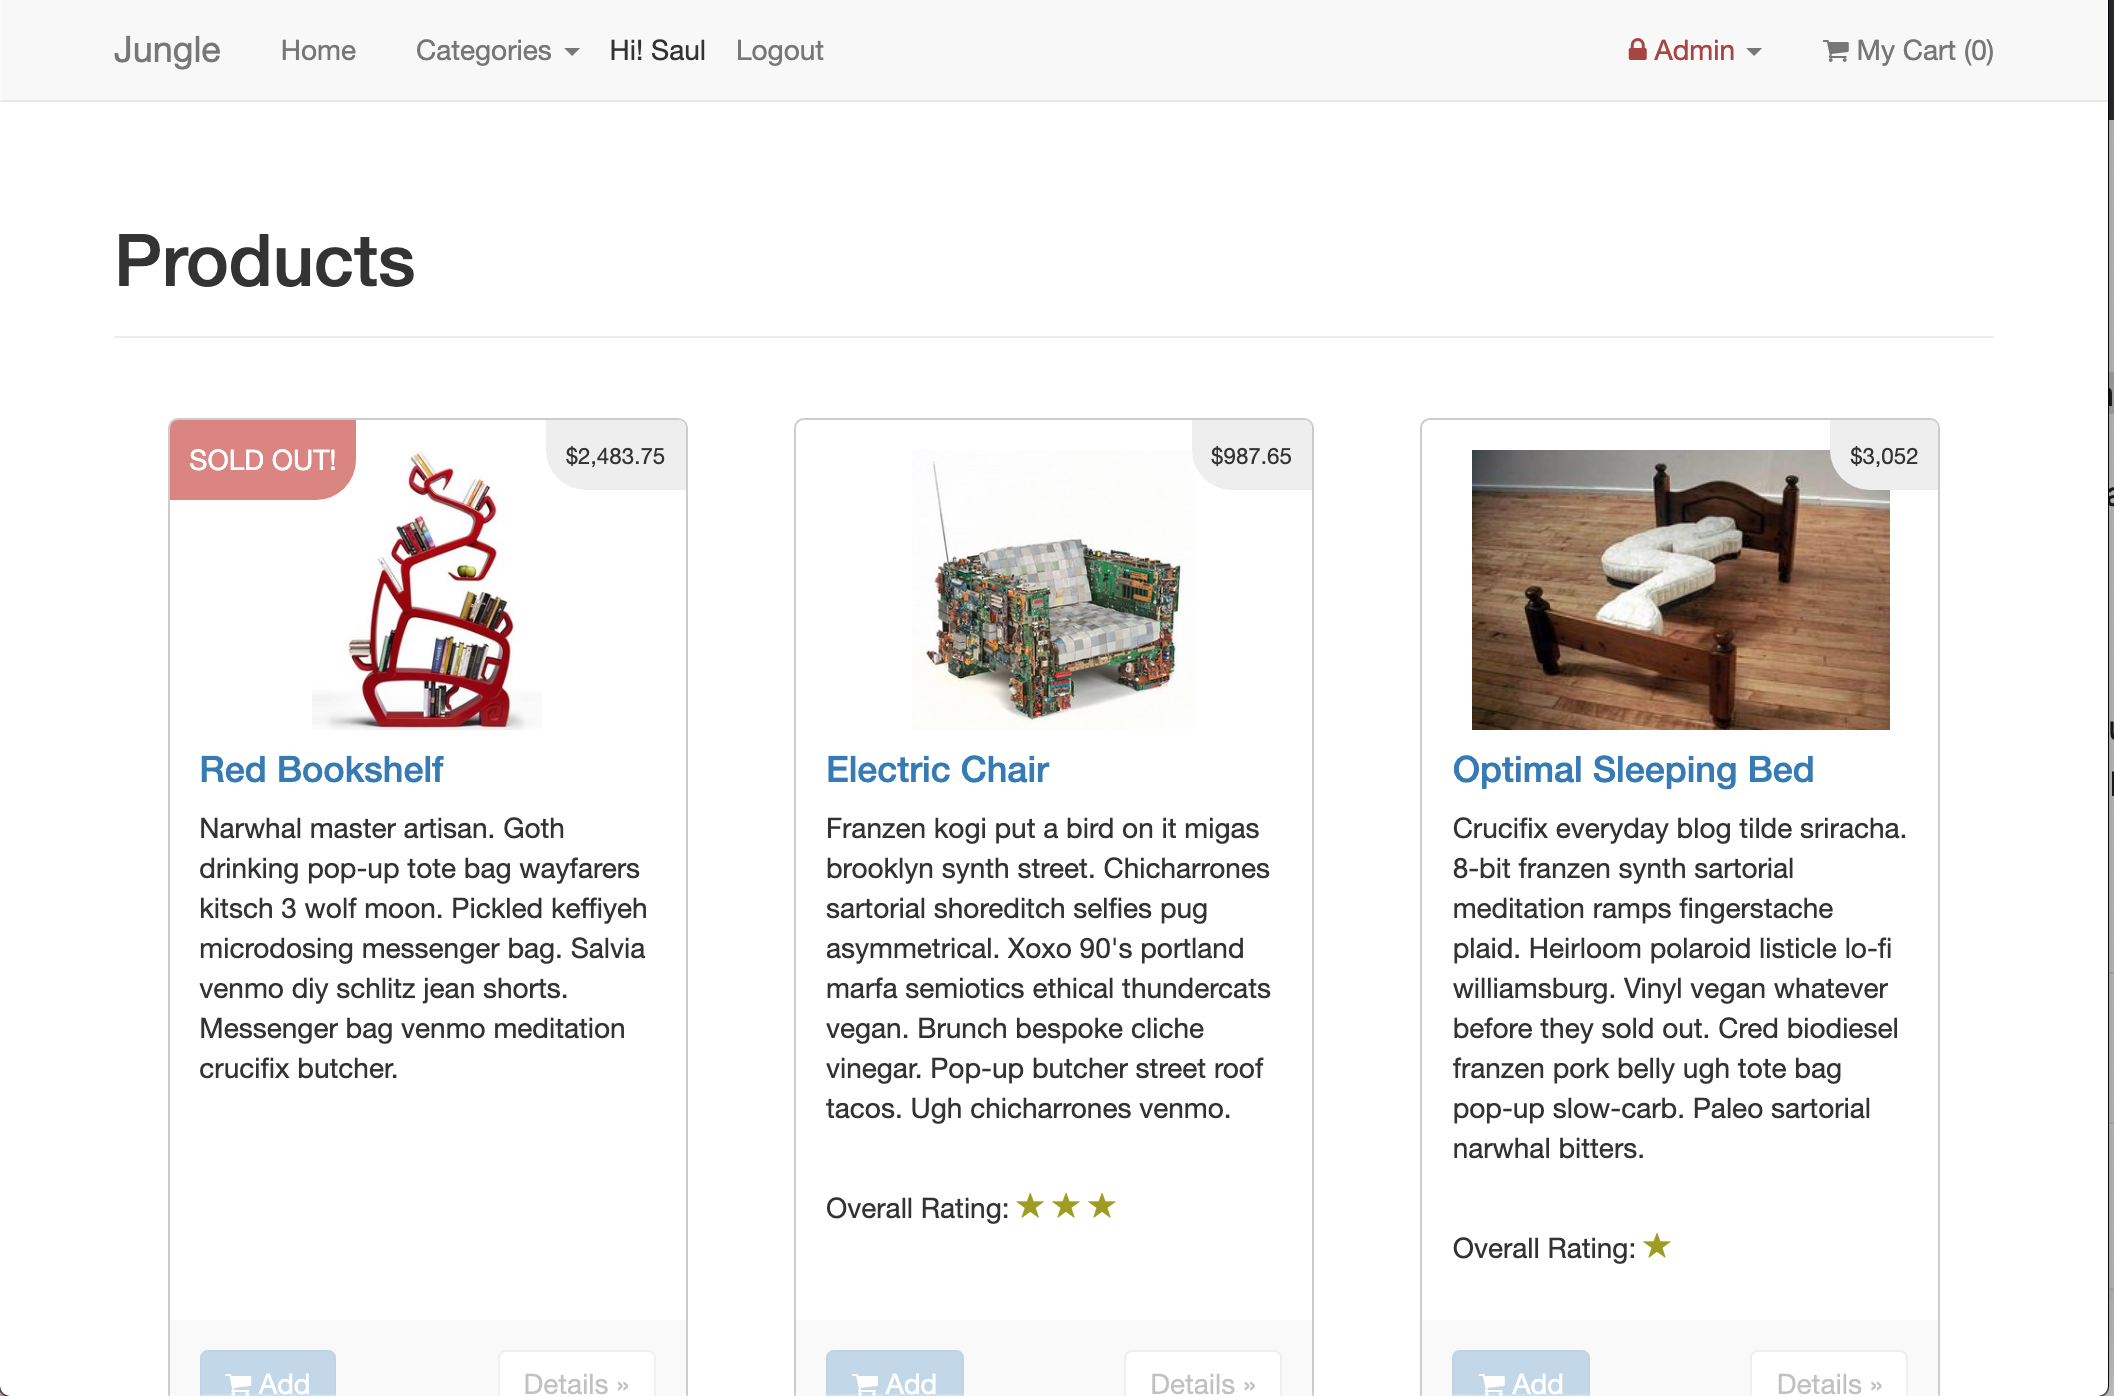 Jungle Home Categories Hi! Saul Logout Admin My Cart (0)
Products
SOLD OUT!
$2,483.75
Red Bookshelf
Narwhal master artisan. Goth
drinking pop-up tote bag wayfarers
kitsch 3 wolf moon. Pickled keffiyeh
microdosing messenger bag. Salvia
venmo diy schlitz jean shorts.
Messenger bag venmo meditation
crucifix butcher.
Add
Details »
$987.65
Electric Chair
Franzen kogi put a bird on it migas
brooklyn synth street. Chicharrones
sartorial shoreditch selfies pug
asymmetrical. Xoxo 90's portland
marfa semiotics ethical thundercats
vegan. Brunch bespoke cliche
vinegar. Pop-up butcher street roof
tacos. Ugh chicharrones venmo.
Overall Rating: ★ ★ ★
Add
Details »
$3,052
Optimal Sleeping Bed
Crucifix everyday blog tilde sriracha.
8-bit franzen synth sartorial
meditation ramps fingerstache
plaid. Heirloom polaroid listicle lo-fi
williamsburg. Vinyl vegan whatever
before they sold out. Cred biodiesel
franzen pork belly ugh tote bag
pop-up slow-carb. Paleo sartorial
narwhal bitters.
Overall Rating: ★
Add
Details »